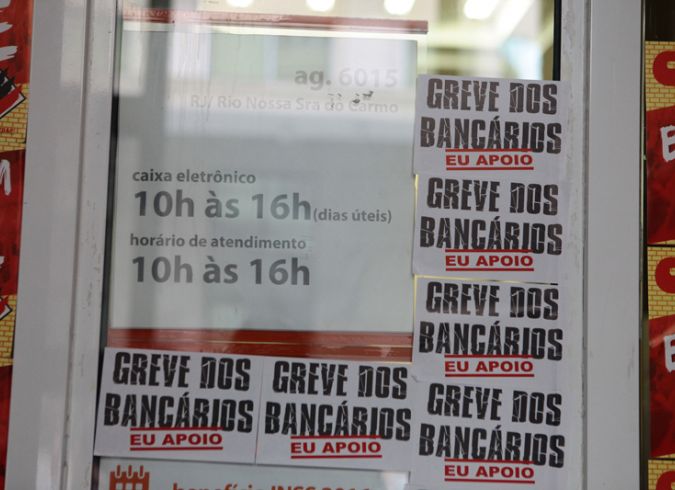 ag. 6015
RJ/ Rio Nossa Sra do Carmo
caixa eletrônico
10h às 16h (dias úteis)
horário de atendimento
10h às 16h
GREVE DOS
BANCÁRIOS
EU APOIO
GREVE DOS
BANCÁRIOS
EU APOIO
GREVE DOS
BANCÁRIOS
EU APOIO
GREVE DOS
BANCÁRIOS
EU APOIO
GREVE DOS
BANCÁRIOS
EU APOIO
GREVE DOS
BANCÁRIOS
EU APOIO
benefício INSS